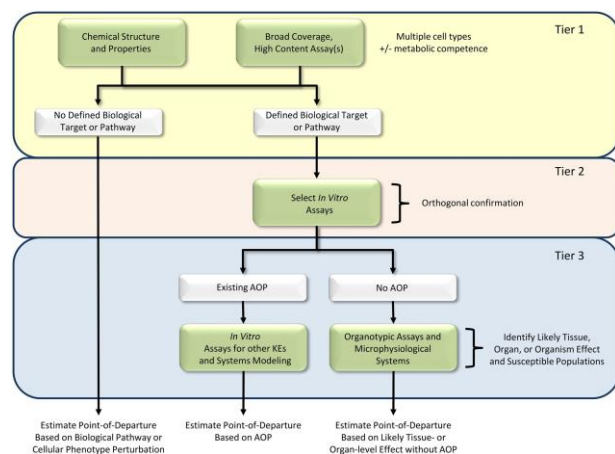 Tier 1
Chemical Structure
and Properties
Broad Coverage,
High Content Assay(s)
Multiple cell types
+/- metabolic competence
No Defined Biological
Target or Pathway
Defined Biological Target
or Pathway
Tier 2
Select In Vitro
Assays
Orthogonal confirmation
Tier 3
Existing AOP
No AOP
In Vitro
Assays for other KEs
and Systems Modeling
Organotypic Assays and
Microphysiological
Systems
Identify Likely Tissue,
Organ, or Organism Effect
and Susceptible Populations
Estimate Point-of-Departure
Based on Biological Pathway or
Cellular Phenotype Perturbation
Estimate Point-of-Departure
Based on AOP
Estimate Point-of-Departure
Based on Likely Tissue- or
Organ-level Effect without AOP